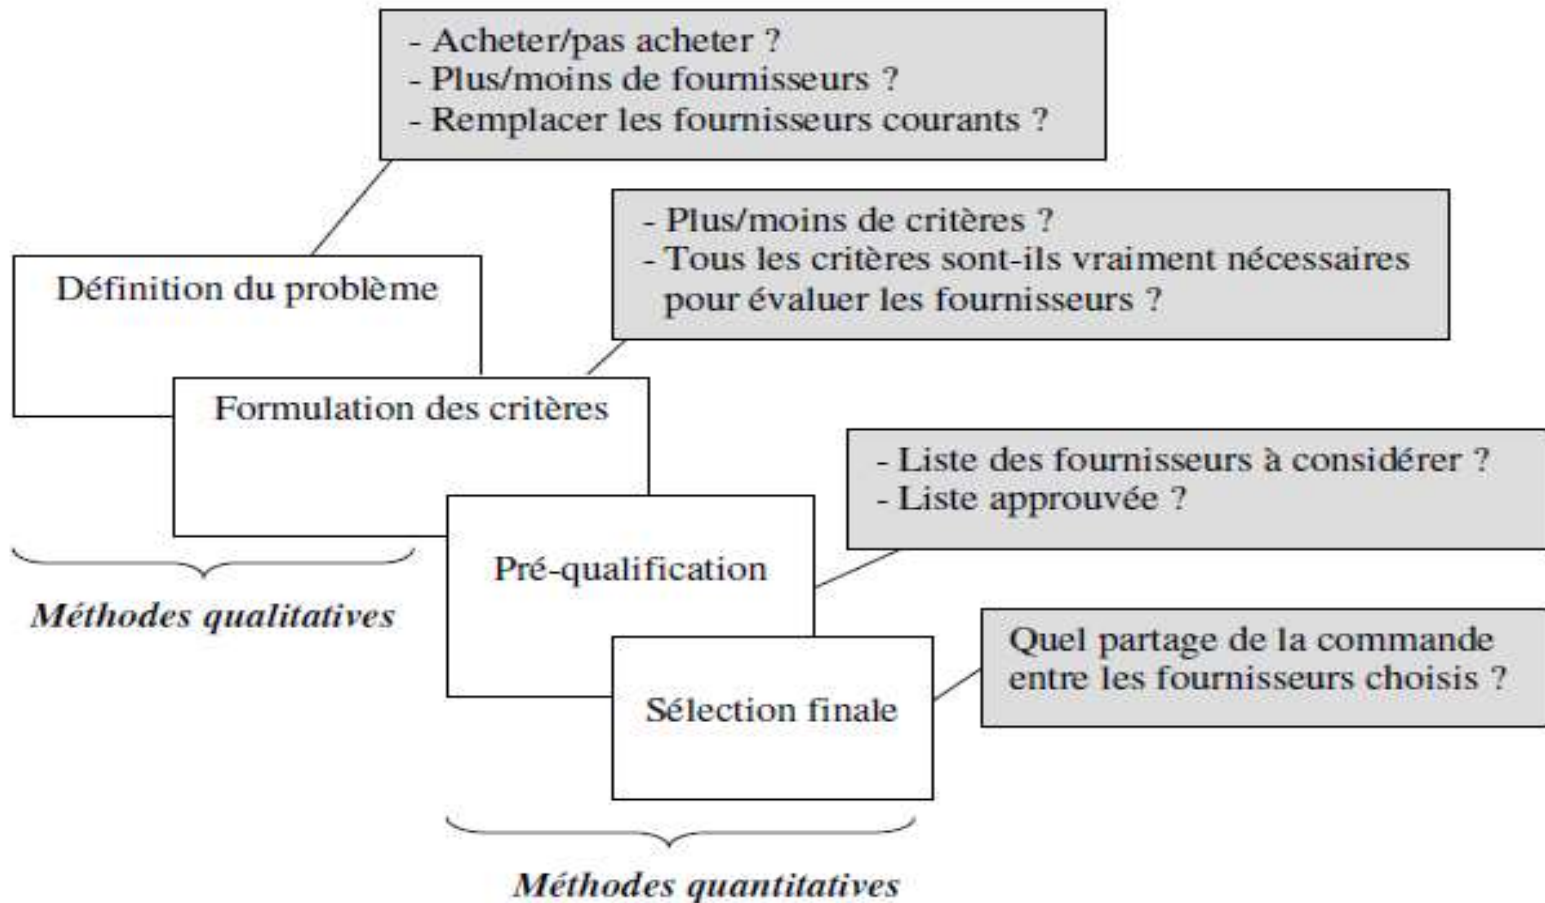 - Acheter/pas acheter ?
- Plus/moins de fournisseurs ?
- Remplacer les fournisseurs courants ?
- Plus/moins de critères ?
- Tous les critères sont-ils vraiment nécessaires
pour évaluer les fournisseurs ?
Définition du problème
Formulation des critères
- Liste des fournisseurs à considérer ?
- Liste approuvée ?
Pré-qualification
Méthodes qualitatives
Quel partage de la commande
entre les fournisseurs choisis ?
Sélection finale
Méthodes quantitatives